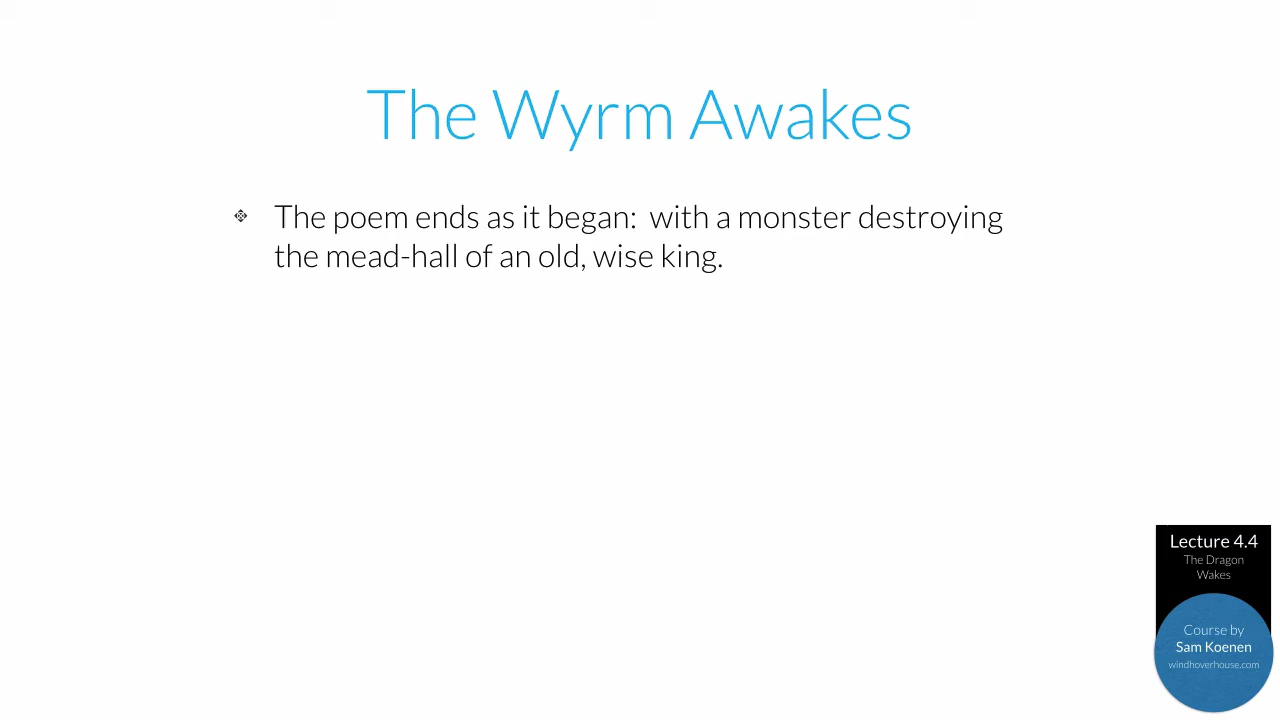 The Wyrm Awakes
The poem ends as it began:  with a monster destroying
the mead-hall of an old, wise king.
Lecture 4.4
The Dragon
Wakes
Course by
Sam Koenen
windhoverhouse.com